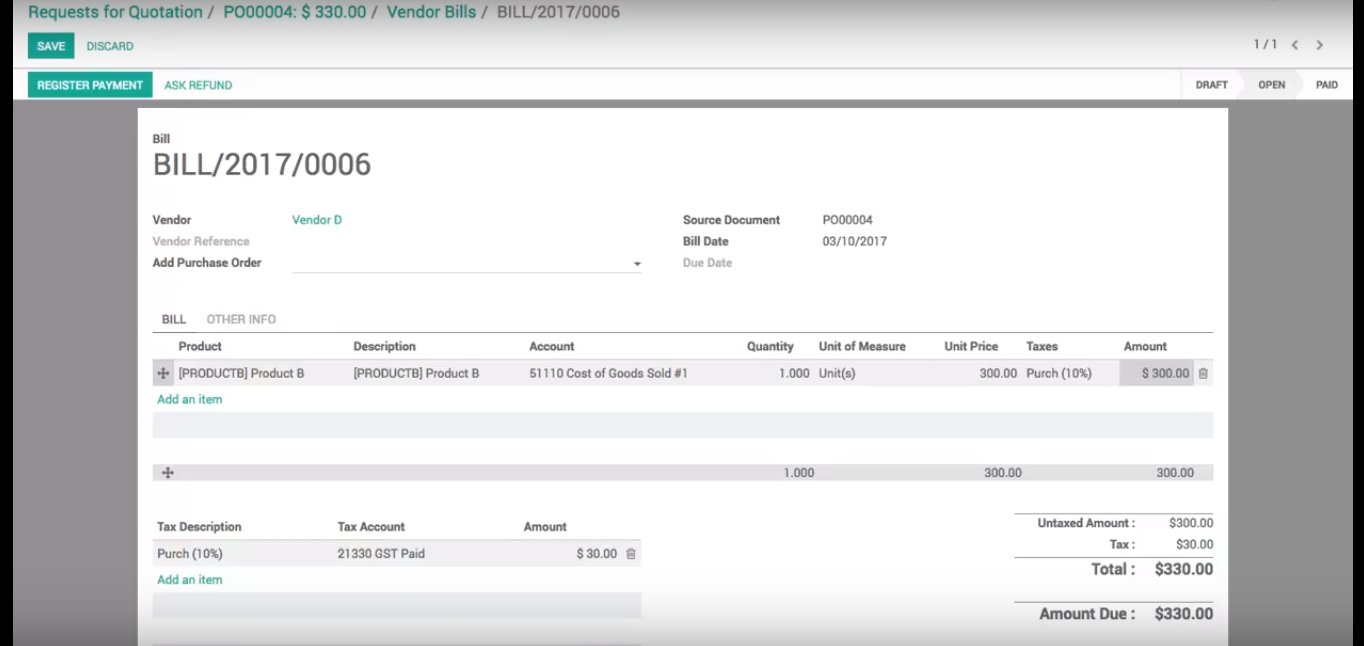 Requests for Quotation / PO00004: $ 330.00 / Vendor Bills / BILL/2017/0006
SAVE DISCARD 1 / 1
REGISTER PAYMENT ASK REFUND DRAFT OPEN PAID
Bill
BILL/2017/0006
Vendor Vendor D Source Document PO00004
Vendor Reference Bill Date 03/10/2017
Add Purchase Order Due Date
BILL OTHER INFO
Product Description Account Quantity Unit of Measure Unit Price Taxes Amount
[PRODUCTB] Product B [PRODUCTB] Product B 51110 Cost of Goods Sold #1 1.000 Unit(s) 300.00 Purch (10%) $ 300.00
Add an item
1.000 300.00 300.00
Tax Description Tax Account Amount Untaxed Amount : $300.00
Tax : $30.00
Purch (10%) 21330 GST Paid $ 30.00
Total : $330.00
Add an item
Amount Due : $330.00